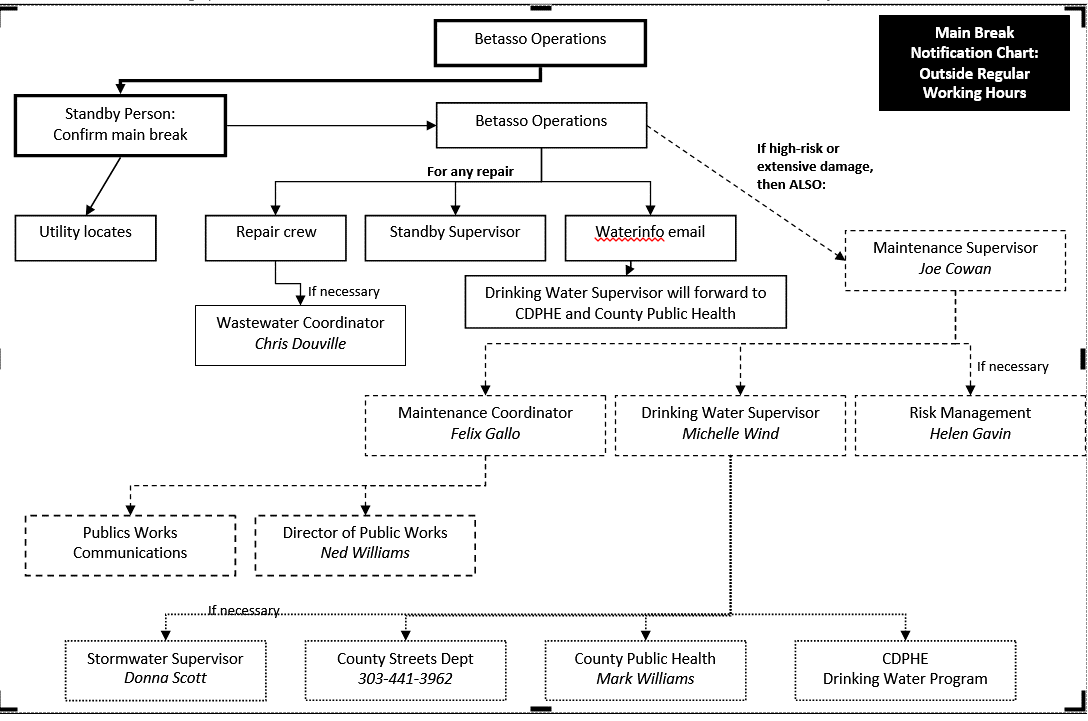 Betasso Operations
Main Break
Notification Chart:
Outside Regular
Working Hours
Standby Person:
Confirm main break
Betasso Operations
If high-risk or
extensive damage,
then ALSO:
For any repair
Utility locates
Repair crew
Standby Supervisor
Waterinfo email
Maintenance Supervisor
Joe Cowan
If necessary
Drinking Water Supervisor will forward to
CDPHE and County Public Health
Wastewater Coordinator
Chris Douville
If necessary
Maintenance Coordinator
Felix Gallo
Drinking Water Supervisor
Michelle Wind
Risk Management
Helen Gavin
Publics Works
Communications
Director of Public Works
Ned Williams
If necessary
Stormwater Supervisor
Donna Scott
County Streets Dept
303-441-3962
County Public Health
Mark Williams
CDPHE
Drinking Water Program